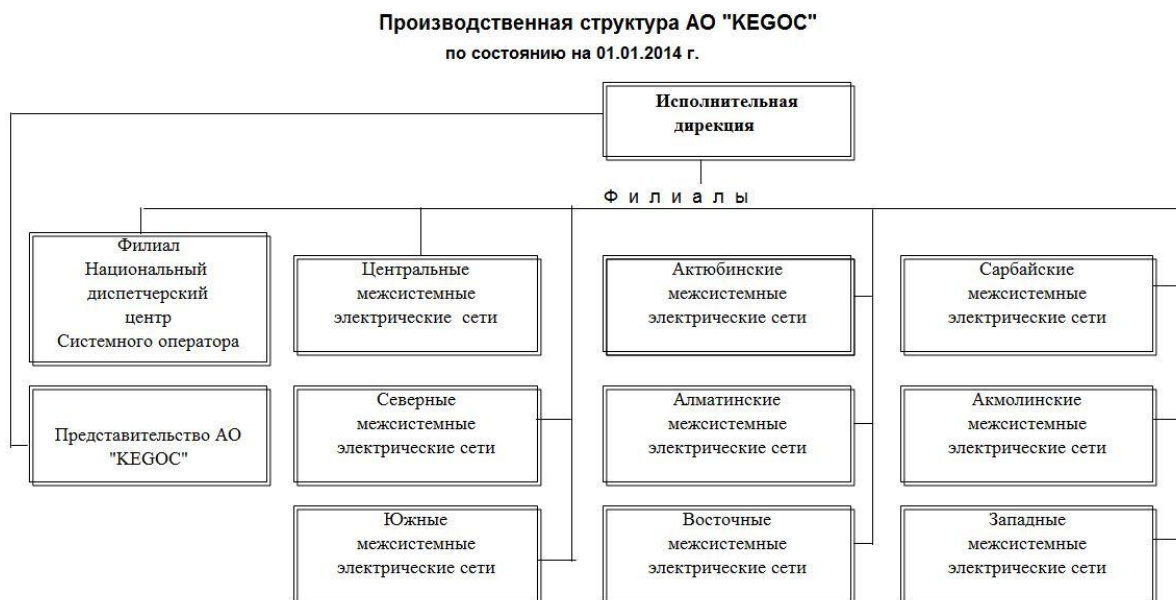 Производственная структура АО "KEGOC"
по состоянию на 01.01.2014 г.
Исполнительная
дирекция
Ф и л и а л ы
Филиал
Национальный
диспетчерский
центр
Системного оператора
Центральные
межсистемные
электрические сети
Актюбинские
межсистемные
электрические сети
Сарбайские
межсистемные
электрические сети
Представительство АО
"KEGOC"
Северные
межсистемные
электрические сети
Алматинские
межсистемные
электрические сети
Акмолинские
межсистемные
электрические сети
Южные
межсистемные
электрические сети
Восточные
межсистемные
электрические сети
Западные
межсистемные
электрические сети